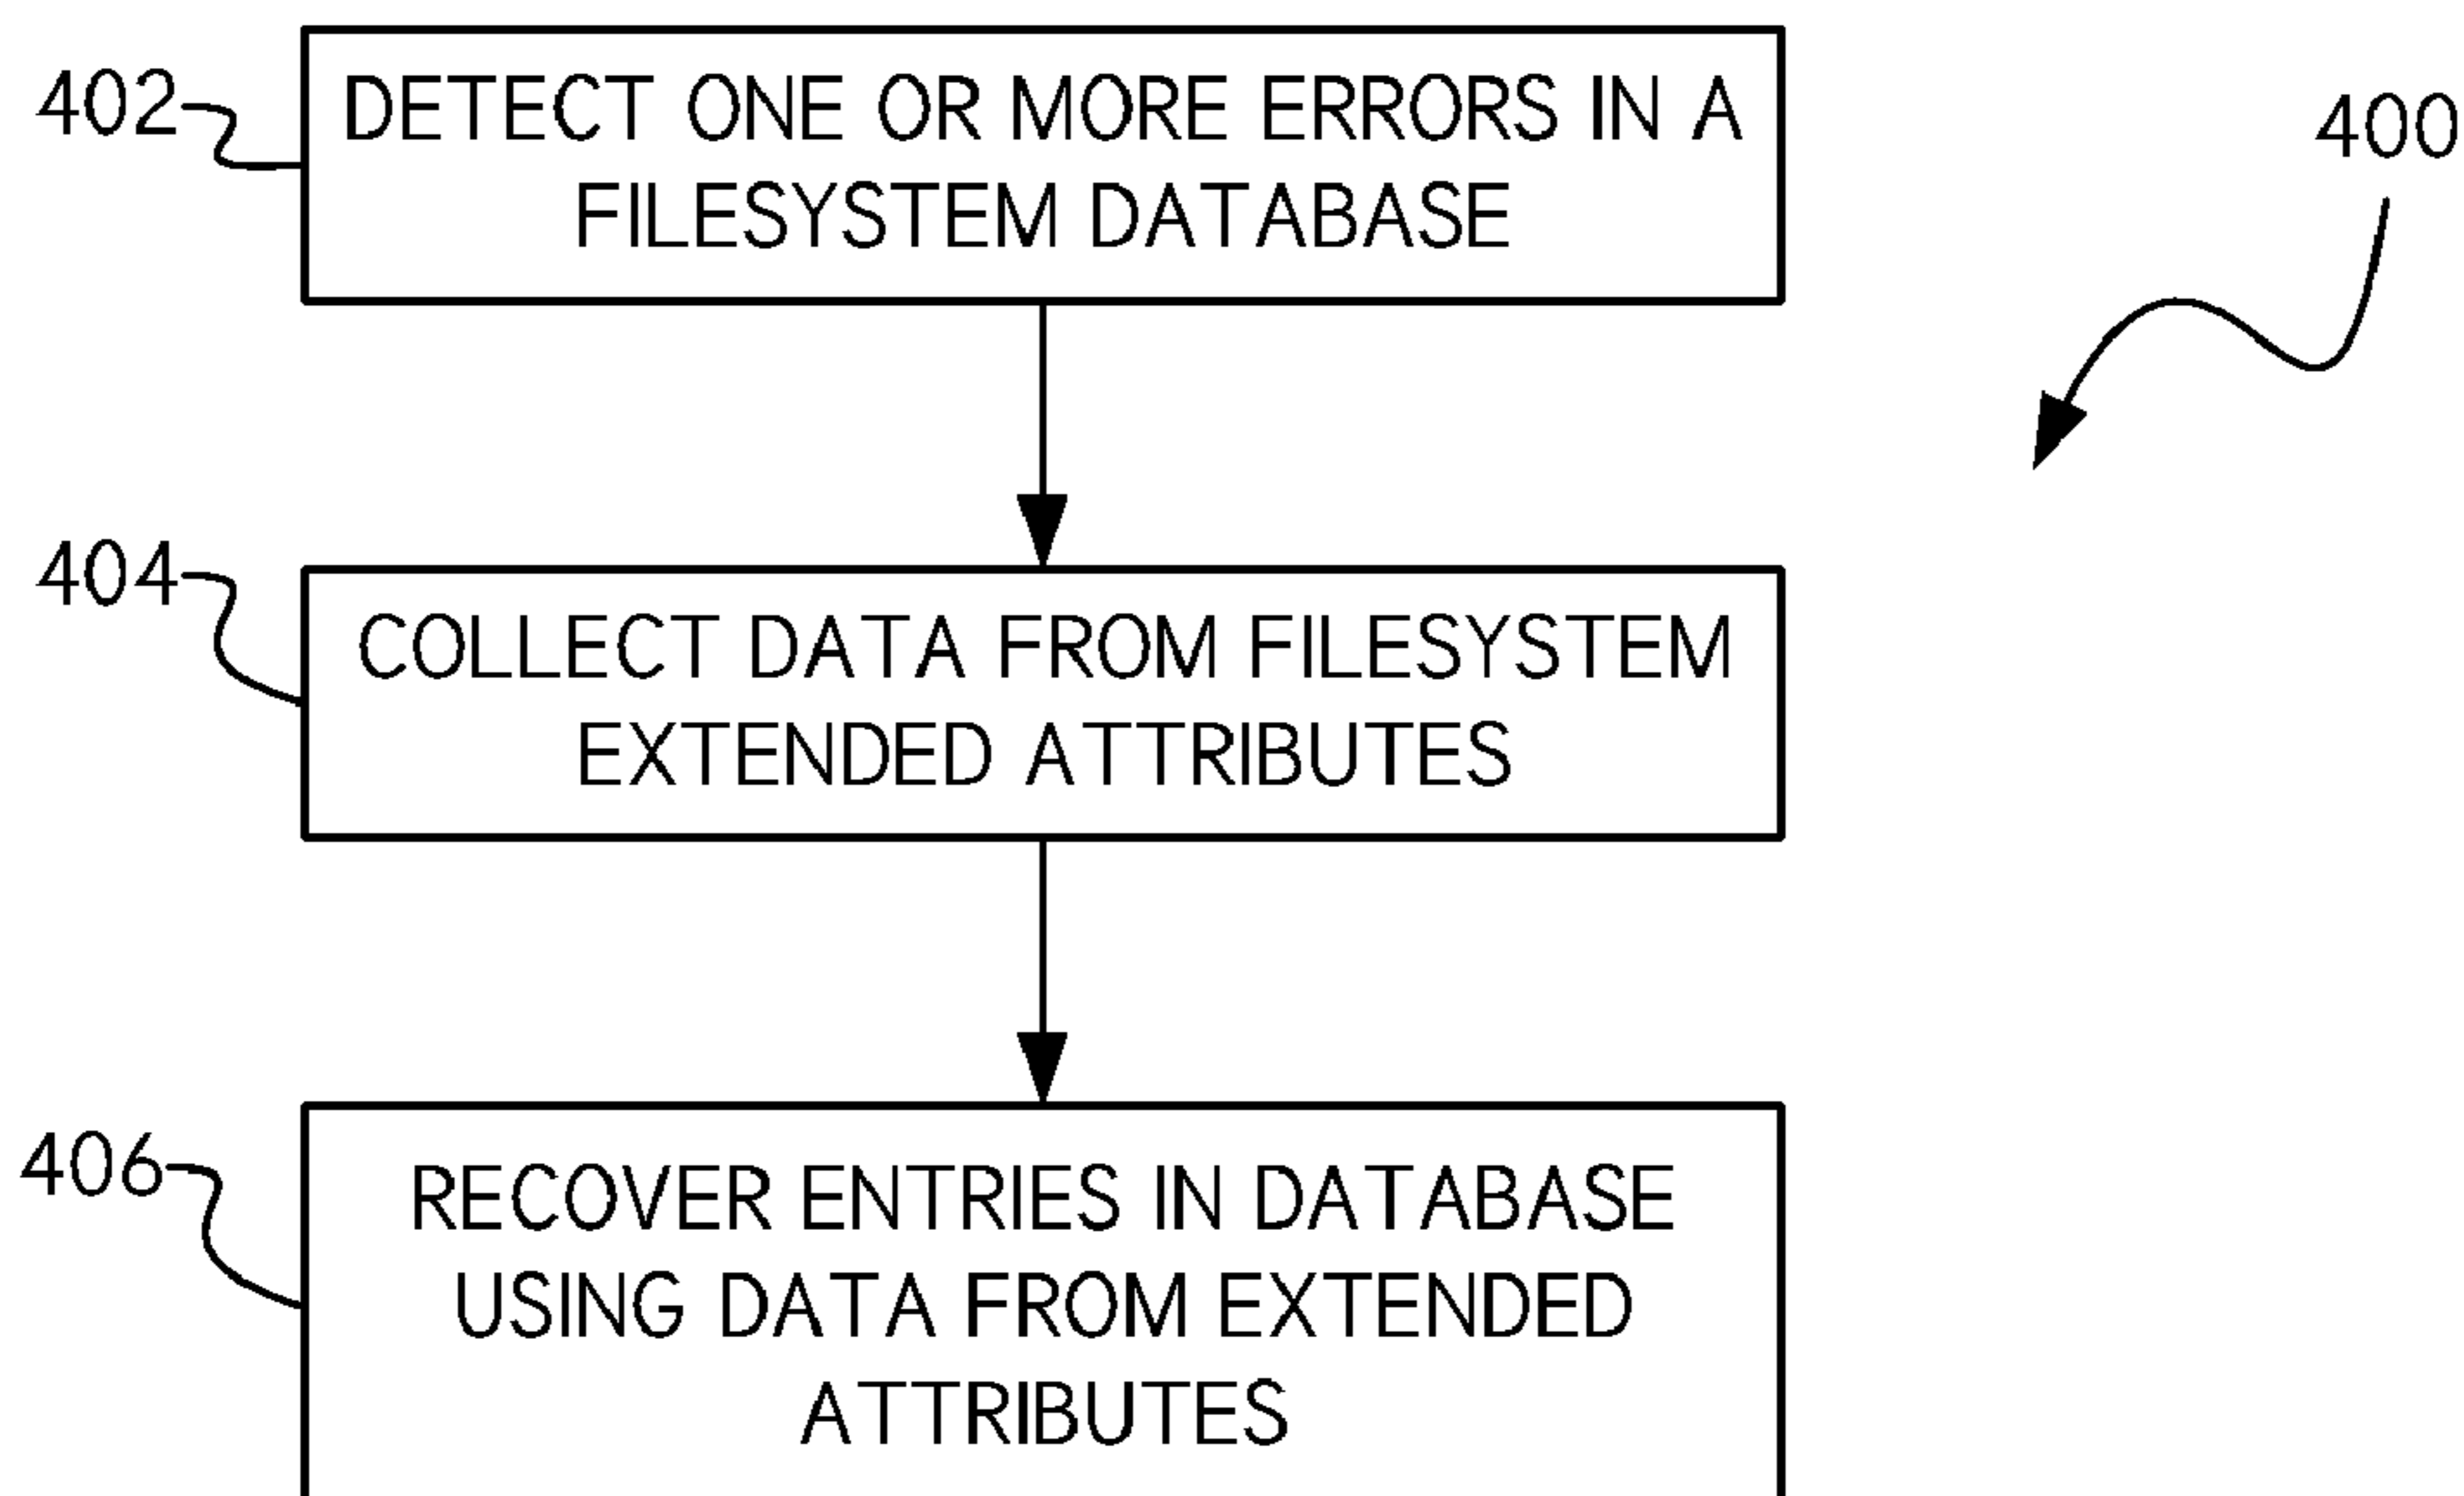 402
DETECT ONE OR MORE ERRORS IN A
FILESYSTEM DATABASE
400
404
COLLECT DATA FROM FILESYSTEM
EXTENDED ATTRIBUTES
406
RECOVER ENTRIES IN DATABASE
USING DATA FROM EXTENDED
ATTRIBUTES